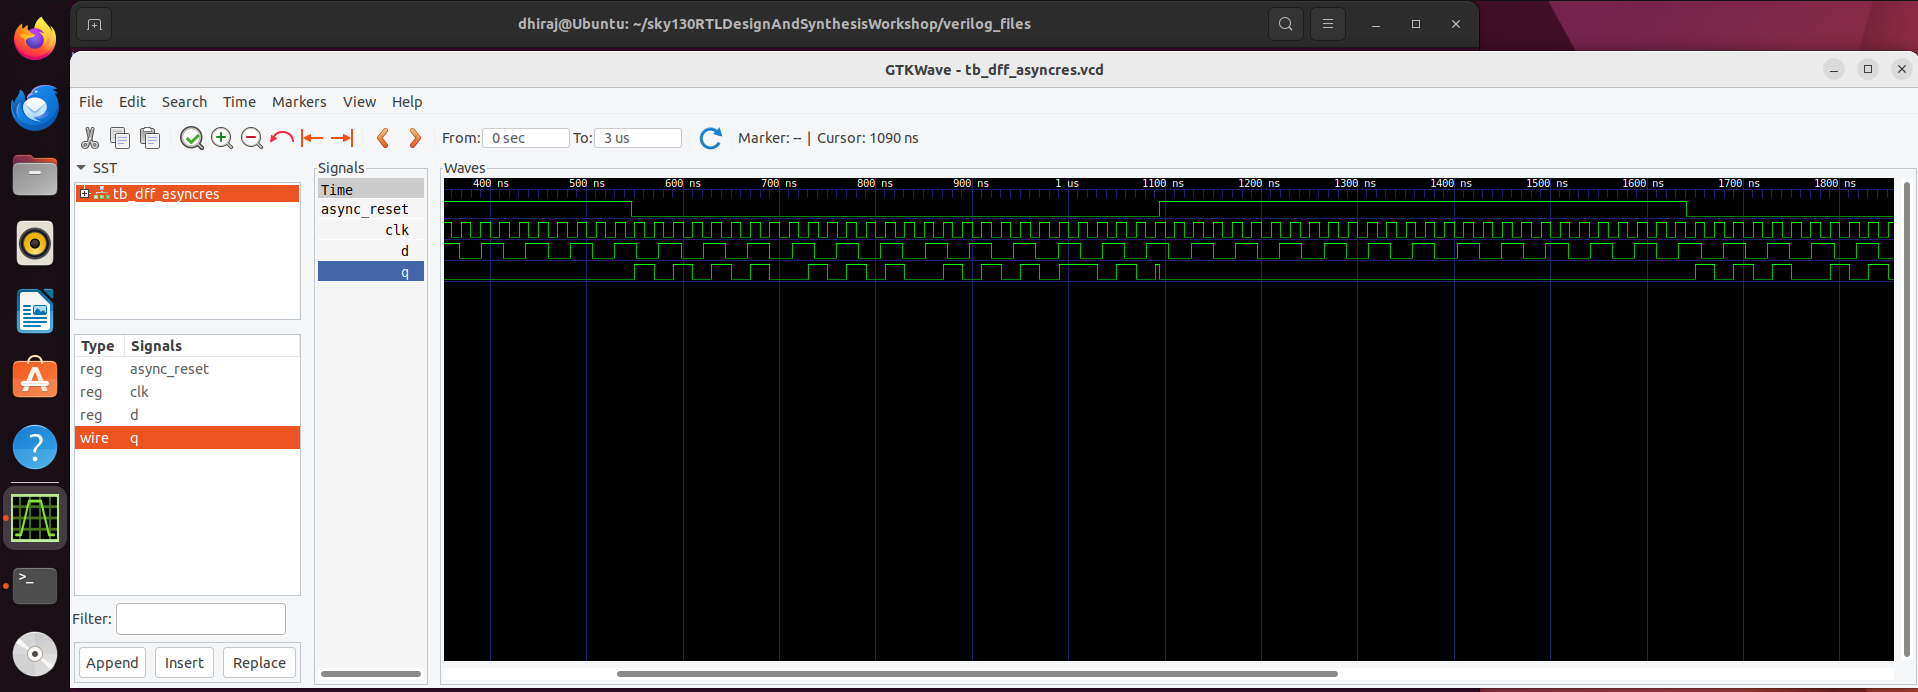 dhiraj@Ubuntu: ~/sky130RTLDesignAndSynthesisWorkshop/verilog_files
GTKWave - tb_dff_asyncres.vcd
File Edit Search Time Markers View Help
From: 0 sec To: 3 us Marker: -- | Cursor: 1090 ns
SST
tb_dff_asyncres
Type Signals
reg async_reset
reg clk
reg d
wire q
Filter:
Append Insert Replace
Signals
Time
async_reset
clk
d
q
Waves
400 ns 500 ns 600 ns 700 ns 800 ns 900 ns 1 us 1100 ns 1200 ns 1300 ns 1400 ns 1500 ns 1600 ns 1700 ns 1800 ns